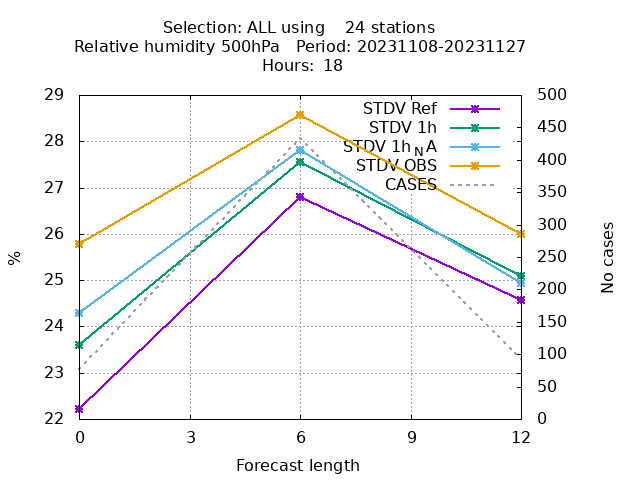 Selection: ALL using 24 stations
Relative humidity 500hPa Period: 20231108-20231127
Hours: 18
29
28
27
26
25
24
23
22
%
STDV Ref
STDV 1h
STDV 1h_NA
STDV OBS
CASES
500
450
400
350
300
250
200
150
100
50
0
No cases
0 3 6 9 12
Forecast length